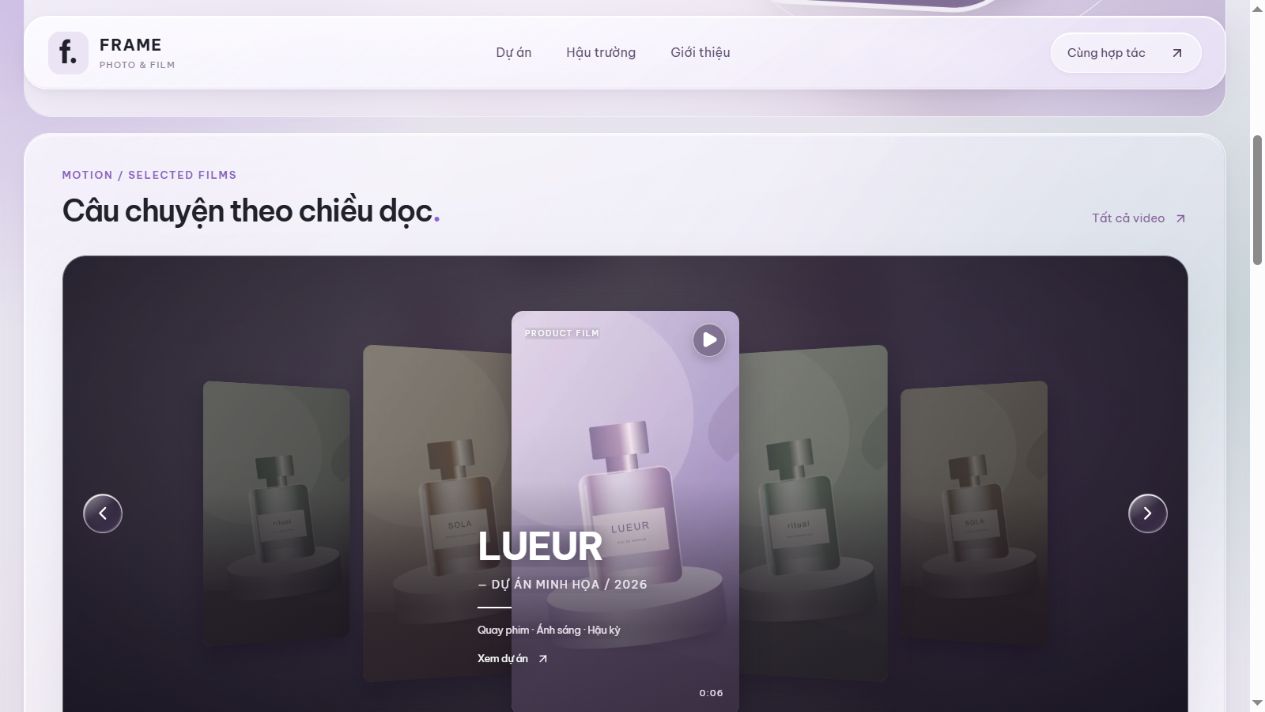 f.
FRAME
PHOTO & FILM
Dự án
Hậu trường
Giới thiệu
Cùng hợp tác
MOTION / SELECTED FILMS
Câu chuyện theo chiều dọc.
Tất cả video
PRODUCT FILM
ritual
SOLA
LUEUR
ritual
SOLA
LUEUR
— DỰ ÁN MINH HỌA / 2026
Quay phim · Ánh sáng · Hậu kỳ
Xem dự án
0:06